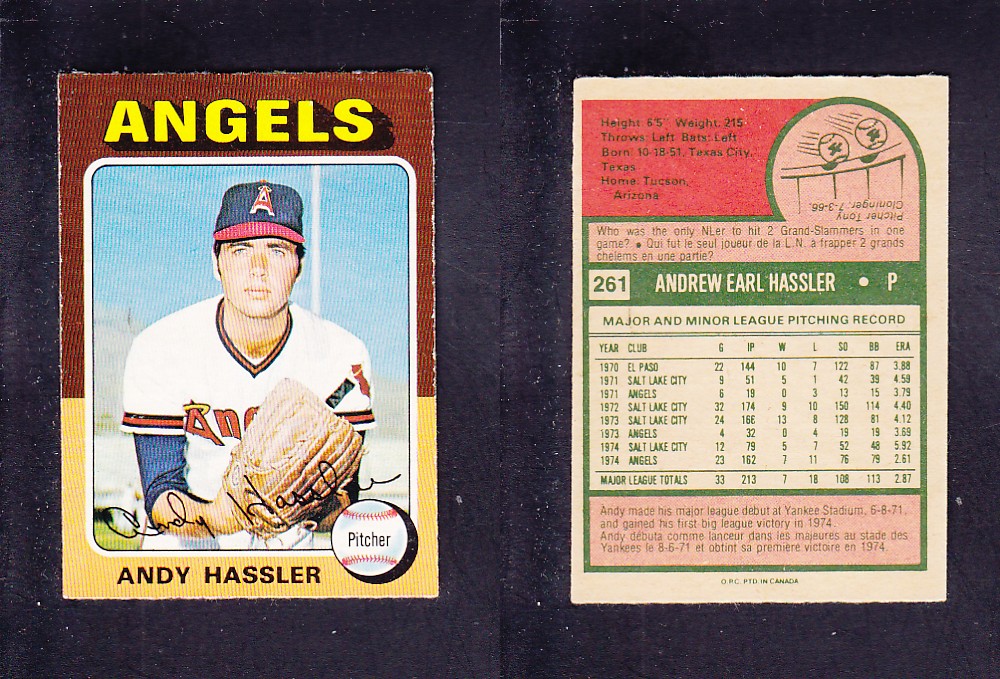 ANGELS
A
Angels
Andy Hassler
Pitcher
ANDY HASSLER
Height: 6'5" Weight: 215
Throws: Left Bats: Left
Born: 10-18-51, Texas City,
Texas
Home: Tucson,
Arizona
Pitcher Tony
Cloninger, 7-3-66.
Who was the only NLer to hit 2 Grand-Slammers in one
game? • Qui fut le seul joueur de la L.N. à frapper 2 grands
chelems en une partie?
261 ANDREW EARL HASSLER • P
MAJOR AND MINOR LEAGUE PITCHING RECORD
YEAR CLUB G IP W L SO BB ERA
1970 EL PASO 22 144 10 7 122 87 3.88
1971 SALT LAKE CITY 9 51 5 1 42 39 4.59
1971 ANGELS 6 19 0 3 13 15 3.79
1972 SALT LAKE CITY 32 174 9 10 150 114 4.40
1973 SALT LAKE CITY 24 166 13 8 128 81 4.12
1973 ANGELS 4 32 0 4 19 19 3.69
1974 SALT LAKE CITY 12 79 5 7 52 48 5.92
1974 ANGELS 23 162 7 11 76 79 2.61
MAJOR LEAGUE TOTALS 33 213 7 18 108 113 2.87
Andy made his major league debut at Yankee Stadium, 6-8-71,
and gained his first big league victory in 1974.
Andy débuta comme lanceur dans les majeures au stade des
Yankees le 8-6-71 et obtint sa première victoire en 1974.
O.P.C. PTD. IN CANADA